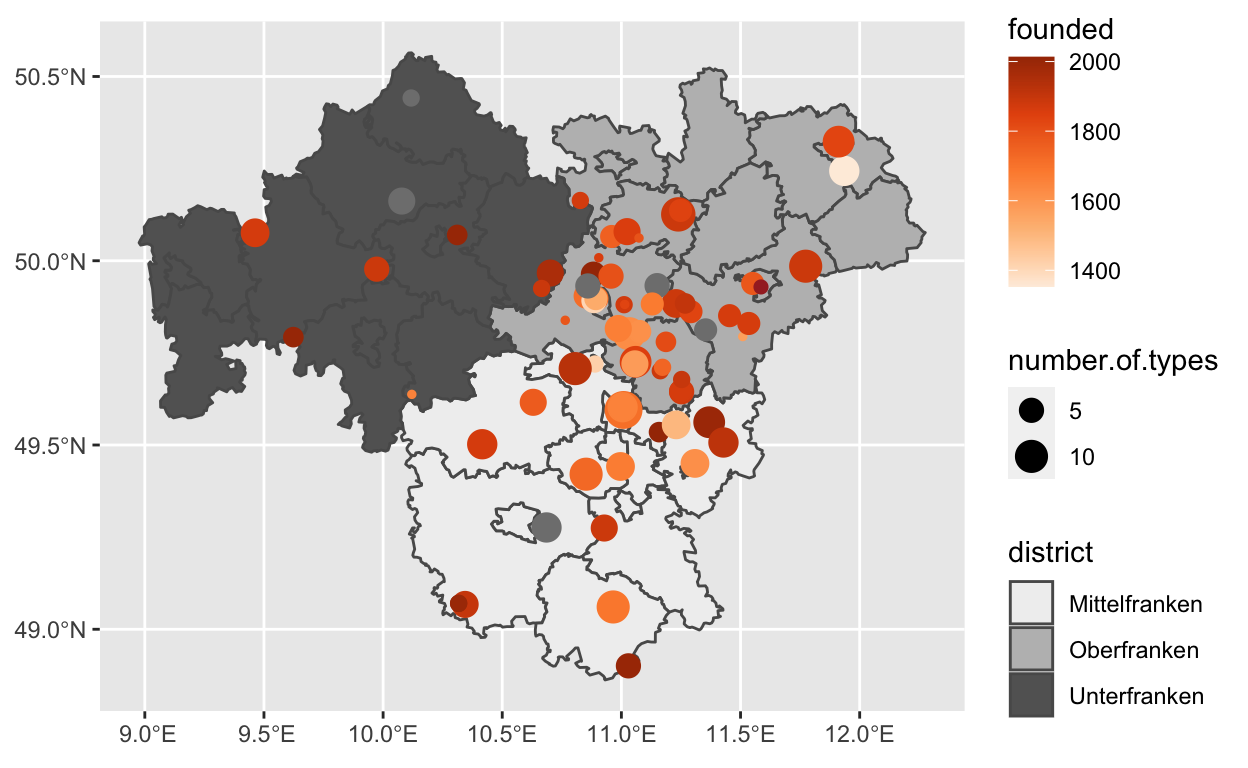 50.5°N
50.0°N
49.5°N
49.0°N
9.0°E 9.5°E 10.0°E 10.5°E 11.0°E 11.5°E 12.0°E
founded
2000
1800
1600
1400
number.of.types
5
10
district
Mittelfranken
Oberfranken
Unterfranken